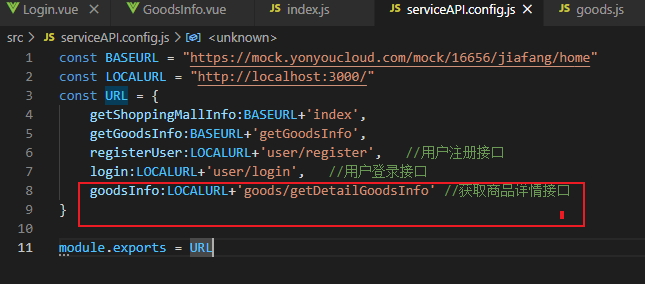 Login.vue GoodsInfo.vue JS index.js JS serviceAPI.config.js × JS goods.js
src > JS serviceAPI.config.js > <unknown>
1 const BASEURL = "https://mock.yonyoucloud.com/mock/16656/jiafang/home"
2 const LOCALURL = "http://localhost:3000/"
3 const URL = {
4 getShoppingMallInfo:BASEURL+'index',
5 getGoodsInfo:BASEURL+'getGoodsInfo',
6 registerUser:LOCALURL+'user/register', //用户注册接口
7 login:LOCALURL+'user/login', //用户登录接口
8 goodsInfo:LOCALURL+'goods/getDetailGoodsInfo' //获取商品详情接口
9 }
10
11 module.exports = URL